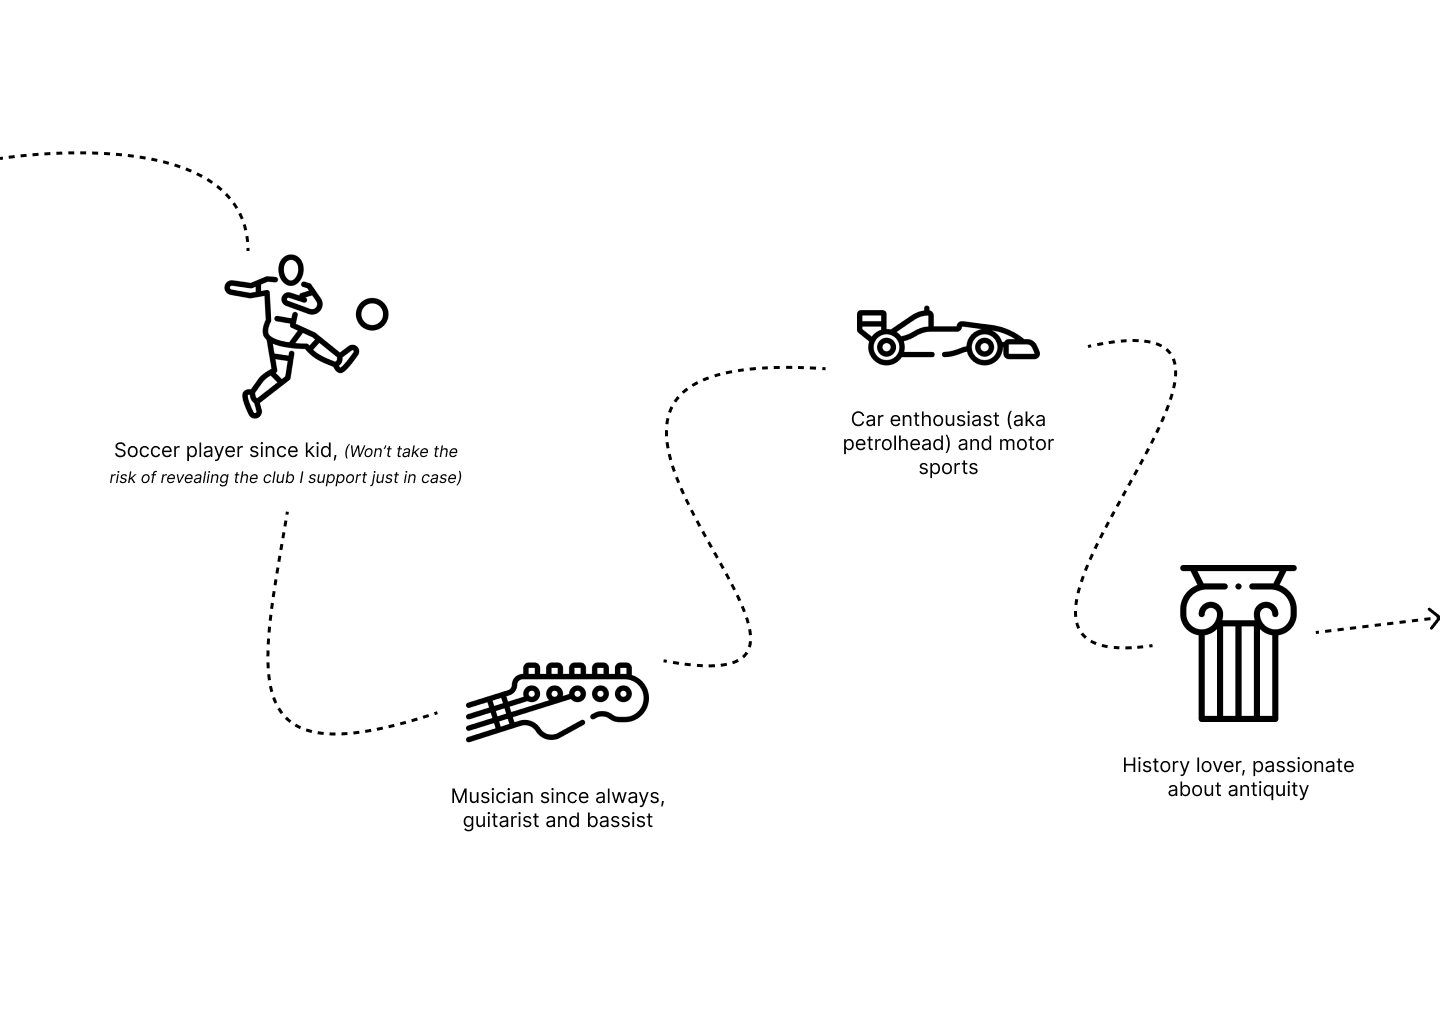 Soccer player since kid, (Won’t take the
risk of revealing the club I support just in case)
Musician since always,
guitarist and bassist
Car enthousiast (aka
petrolhead) and motor
sports
History lover, passionate
about antiquity